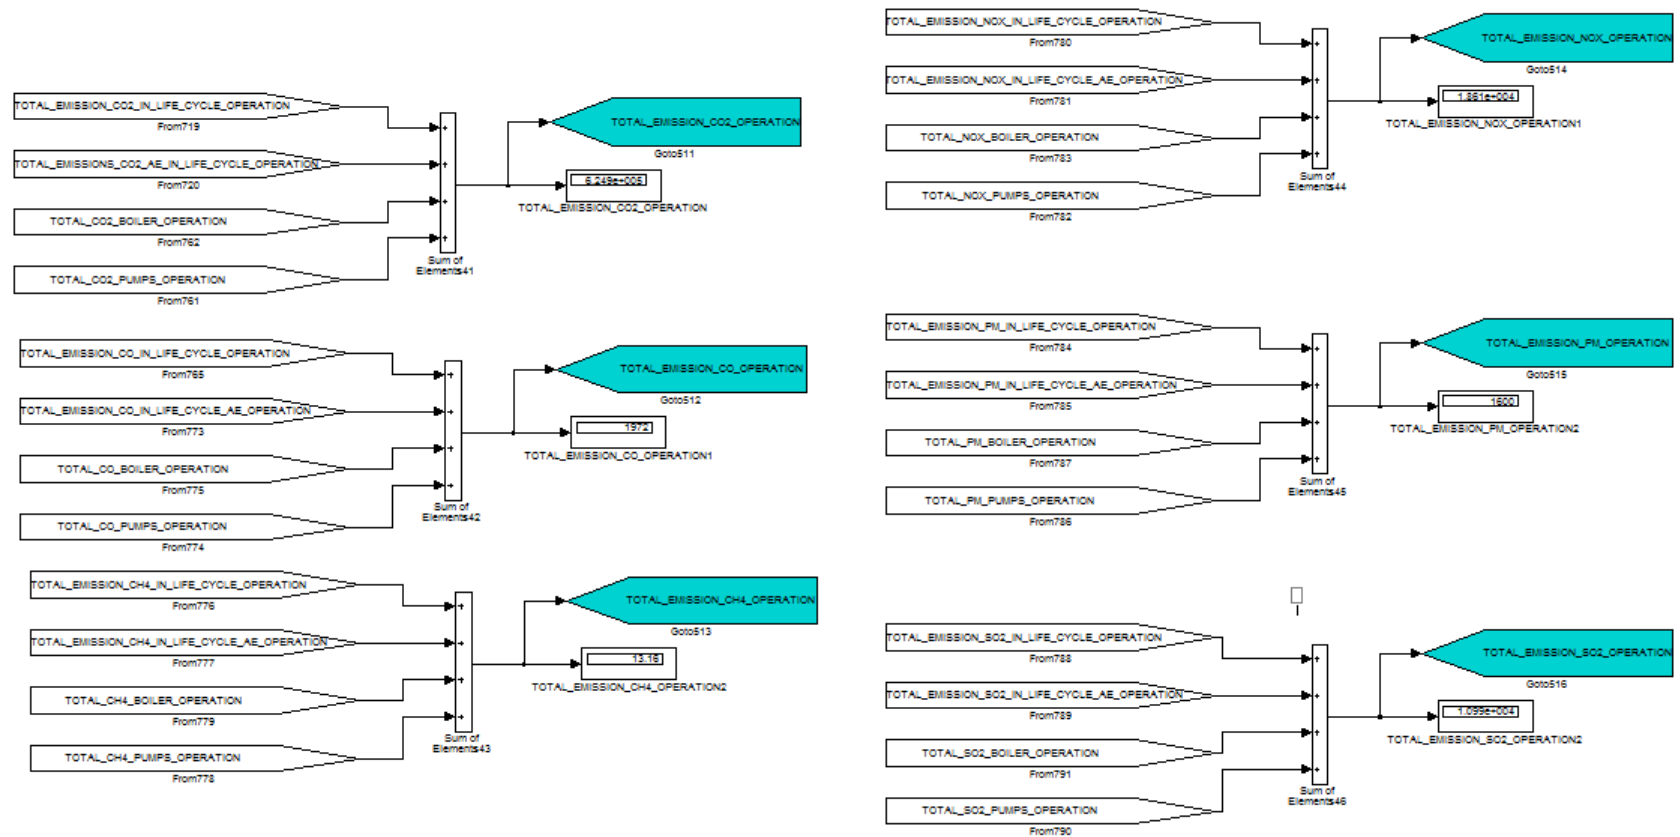 TOTAL_EMISSION_CO2_IN_LIFE_CYCLE_OPERATION
From719
TOTAL_EMISSIONS_CO2_AE_IN_LIFE_CYCLE_OPERATION
From720
TOTAL_CO2_BOILER_OPERATION
From762
TOTAL_CO2_PUMPS_OPERATION
From761
Sum of
Elements41
TOTAL_EMISSION_CO2_OPERATION
Goto511
6.249e+005
TOTAL_EMISSION_CO2_OPERATION
TOTAL_EMISSION_CO_IN_LIFE_CYCLE_OPERATION
From765
TOTAL_EMISSION_CO_IN_LIFE_CYCLE_AE_OPERATION
From773
TOTAL_CO_BOILER_OPERATION
From775
TOTAL_CO_PUMPS_OPERATION
From774
Sum of
Elements42
TOTAL_EMISSION_CO_OPERATION
Goto512
1972
TOTAL_EMISSION_CO_OPERATION1
TOTAL_EMISSION_CH4_IN_LIFE_CYCLE_OPERATION
From776
TOTAL_EMISSION_CH4_IN_LIFE_CYCLE_AE_OPERATION
From777
TOTAL_CH4_BOILER_OPERATION
From779
TOTAL_CH4_PUMPS_OPERATION
From778
Sum of
Elements43
TOTAL_EMISSION_CH4_OPERATION
Goto513
13.16
TOTAL_EMISSION_CH4_OPERATION2
TOTAL_EMISSION_NOX_IN_LIFE_CYCLE_OPERATION
From780
TOTAL_EMISSION_NOX_IN_LIFE_CYCLE_AE_OPERATION
From781
TOTAL_NOX_BOILER_OPERATION
From783
TOTAL_NOX_PUMPS_OPERATION
From782
Sum of
Elements44
TOTAL_EMISSION_NOX_OPERATION
Goto514
1.861e+004
TOTAL_EMISSION_NOX_OPERATION1
TOTAL_EMISSION_PM_IN_LIFE_CYCLE_OPERATION
From784
TOTAL_EMISSION_PM_IN_LIFE_CYCLE_AE_OPERATION
From785
TOTAL_PM_BOILER_OPERATION
From787
TOTAL_PM_PUMPS_OPERATION
From786
Sum of
Elements45
TOTAL_EMISSION_PM_OPERATION
Goto515
1600
TOTAL_EMISSION_PM_OPERATION2
TOTAL_EMISSION_SO2_IN_LIFE_CYCLE_OPERATION
From788
TOTAL_EMISSION_SO2_IN_LIFE_CYCLE_AE_OPERATION
From789
TOTAL_SO2_BOILER_OPERATION
From791
TOTAL_SO2_PUMPS_OPERATION
From790
Sum of
Elements46
TOTAL_EMISSION_SO2_OPERATION
Goto516
1.099e+004
TOTAL_EMISSION_SO2_OPERATION2